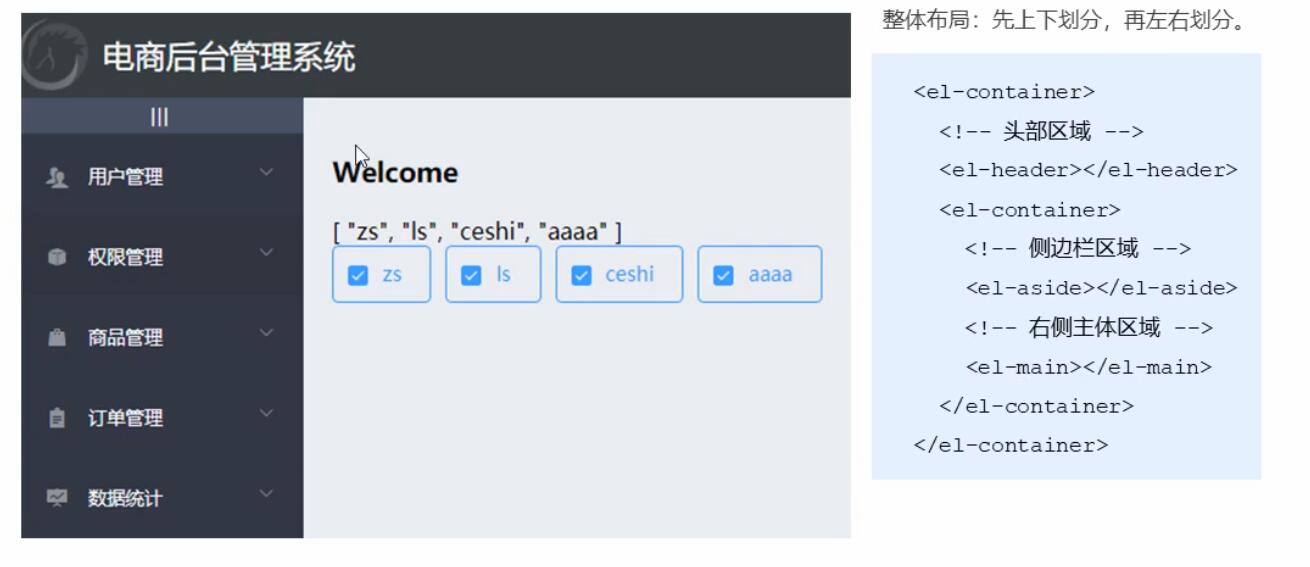 电商后台管理系统
|||
用户管理
权限管理
商品管理
订单管理
数据统计
Welcome
[ "zs", "ls", "ceshi", "aaaa" ]
zs ls ceshi aaaa
整体布局：先上下划分，再左右划分。
<el-container>
<!-- 头部区域 -->
<el-header></el-header>
<el-container>
<!-- 侧边栏区域 -->
<el-aside></el-aside>
<!-- 右侧主体区域 -->
<el-main></el-main>
</el-container>
</el-container>